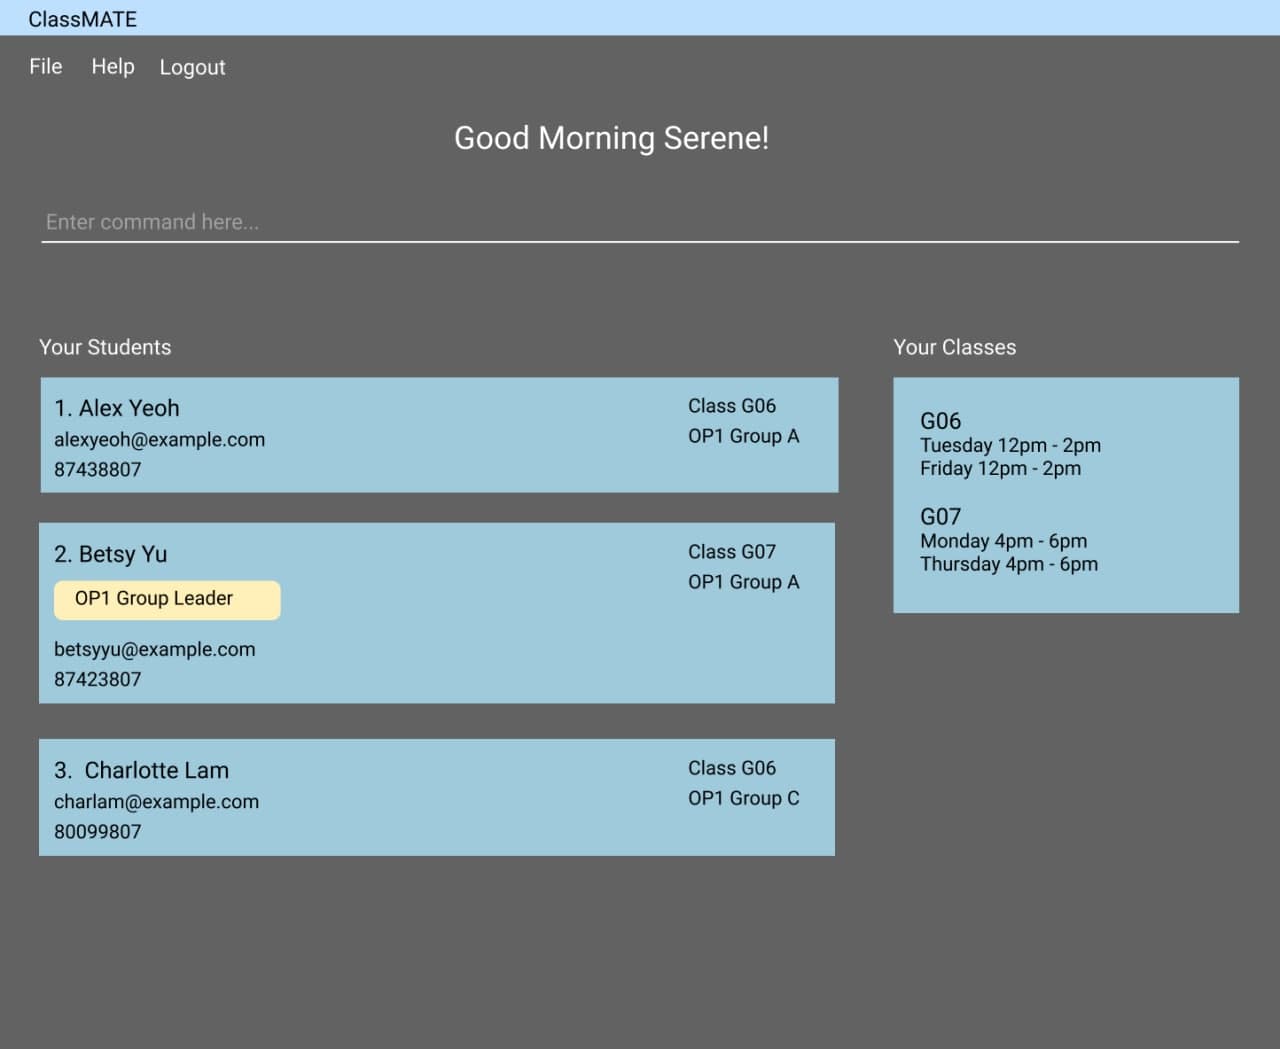 ClassMATE
File Help Logout
Good Morning Serene!
Enter command here...
Your Students
1. Alex Yeoh
alexyeoh@example.com
87438807
Class G06
OP1 Group A
2. Betsy Yu
OP1 Group Leader
betsyyu@example.com
87423807
Class G07
OP1 Group A
3. Charlotte Lam
charlam@example.com
80099807
Class G06
OP1 Group C
Your Classes
G06
Tuesday 12pm - 2pm
Friday 12pm - 2pm
G07
Monday 4pm - 6pm
Thursday 4pm - 6pm